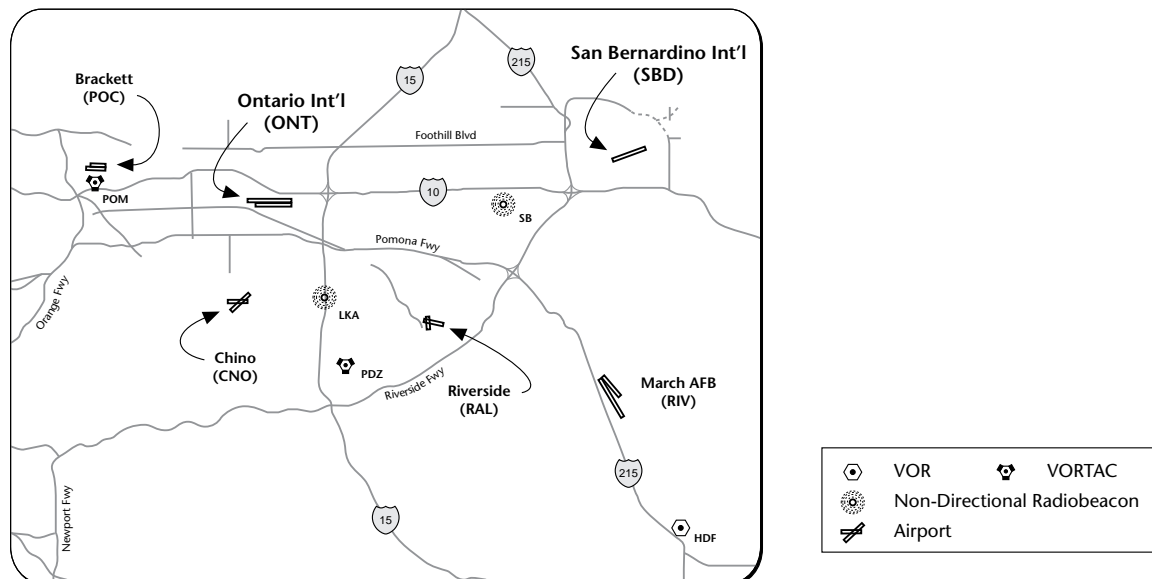 San Bernardino Int'l
(SBD)
215
15
Brackett
(POC)
Ontario Int'l
(ONT)
Foothill Blvd
10
POM
SB
Pomona Fwy
Orange Fwy
LKA
Chino
(CNO)
PDZ
Riverside Fwy
Riverside
(RAL)
March AFB
(RIV)
215
15
Newport Fwy
HDF
VOR
VORTAC
Non-Directional Radiobeacon
Airport